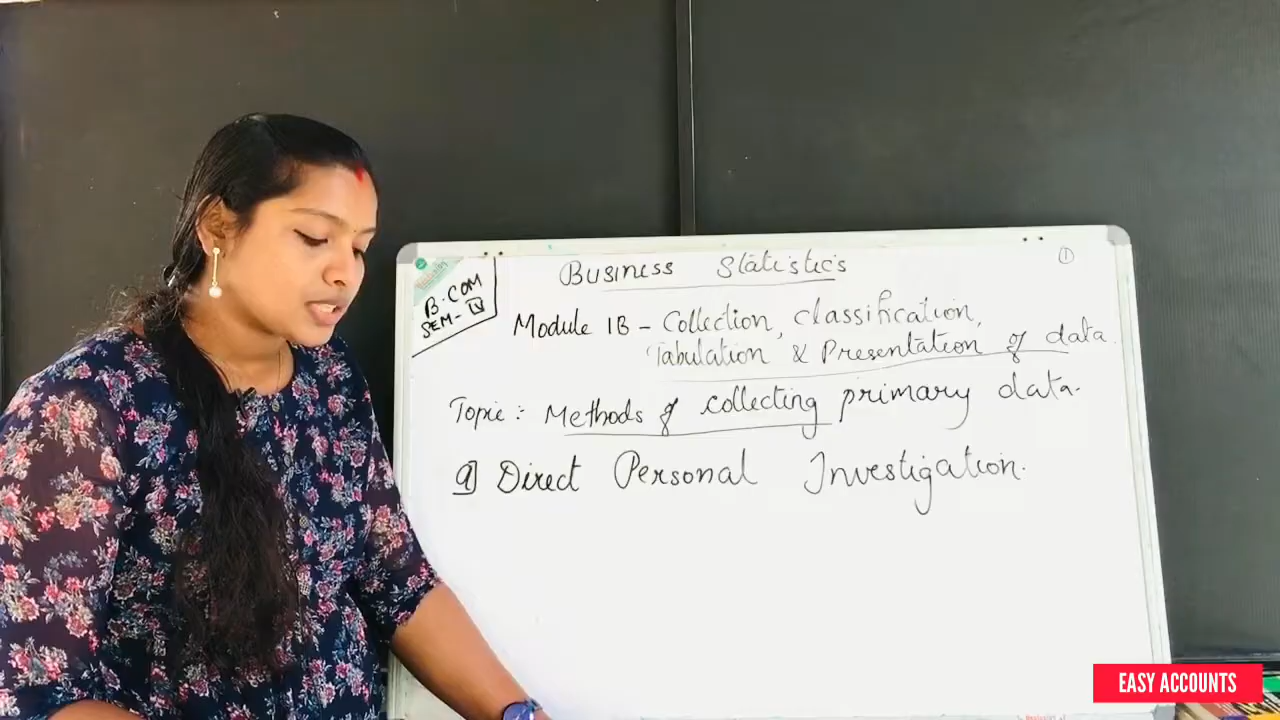 Business Statistics
①
B.COM
SEM-IV
Module 1B - Collection, classification,
Tabulation & Presentation of data.
Topic :- Methods of collecting primary data.
a] Direct Personal Investigation.
EASY ACCOUNTS